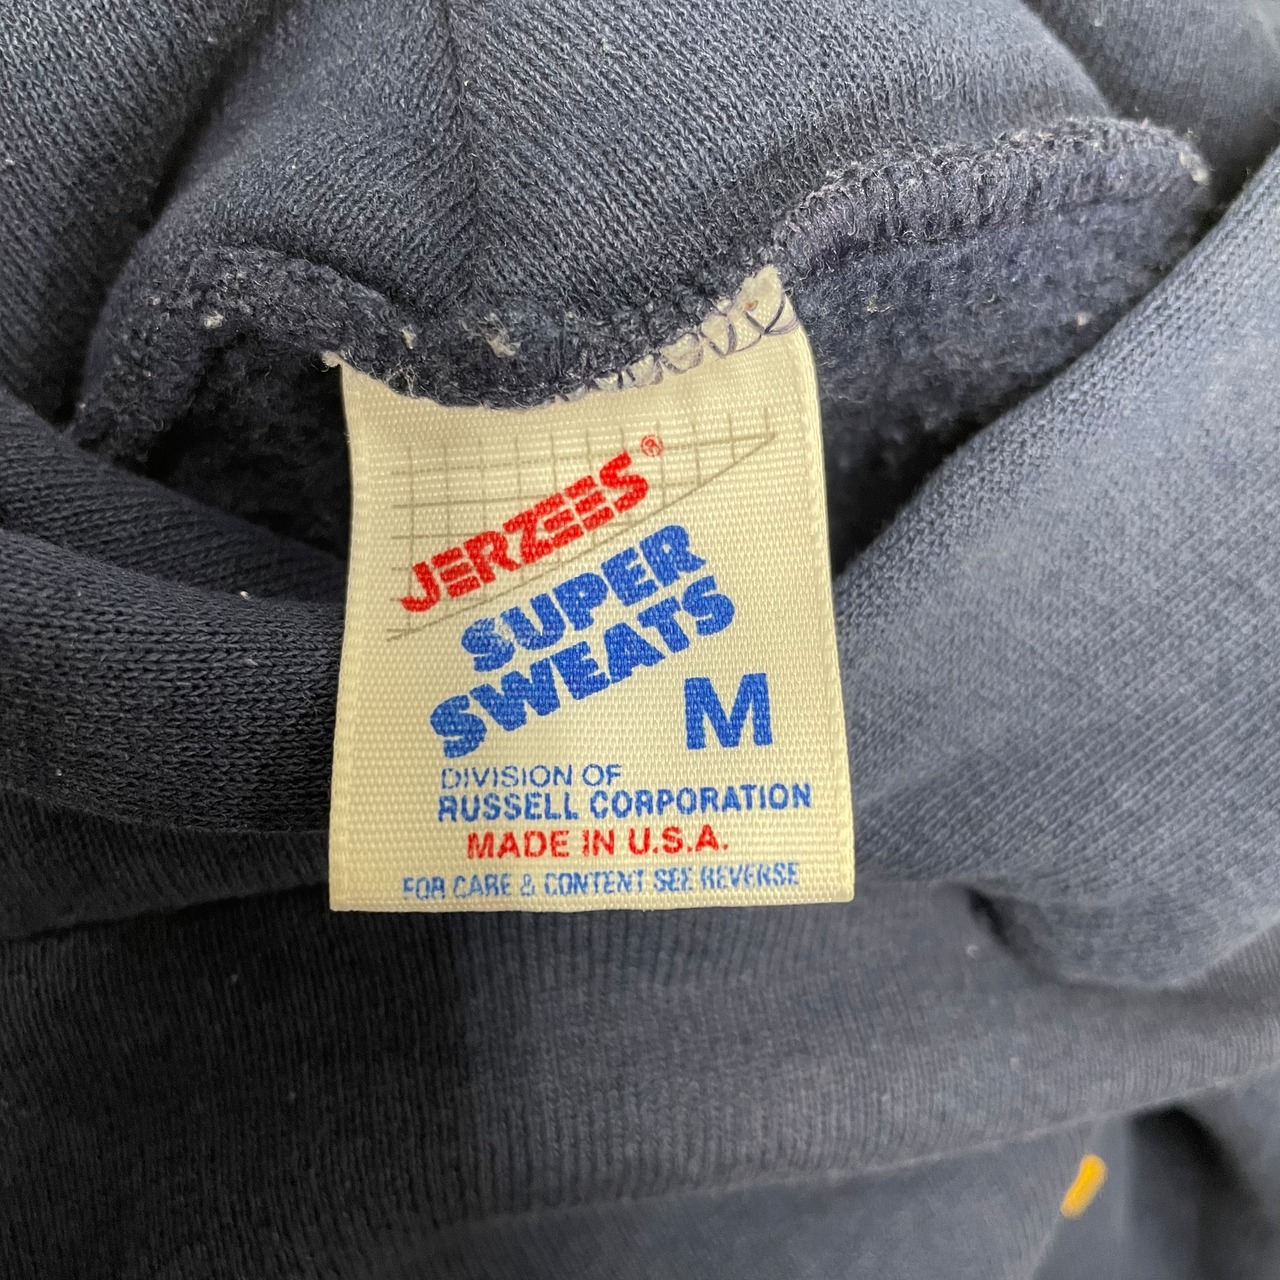 JERZEES®
SUPER
SWEATS
M
DIVISION OF
RUSSELL CORPORATION
MADE IN U.S.A.
FOR CARE & CONTENT SEE REVERSE